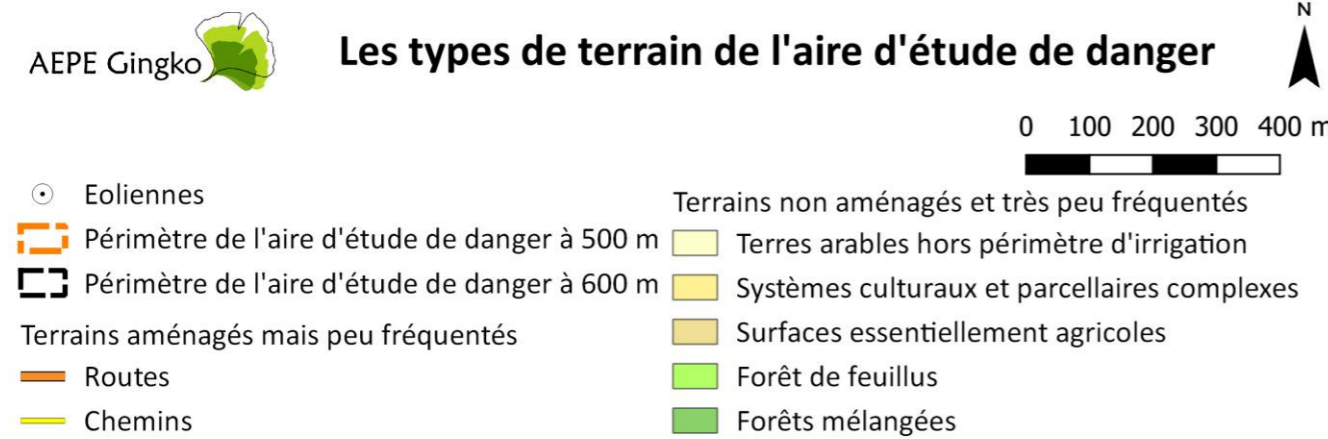 AEPE Gingko
Les types de terrain de l'aire d'étude de danger
N
0 100 200 300 400 m
Eoliennes
Périmètre de l'aire d'étude de danger à 500 m
Périmètre de l'aire d'étude de danger à 600 m
Terrains aménagés mais peu fréquentés
Routes
Chemins
Terrains non aménagés et très peu fréquentés
Terres arables hors périmètre d'irrigation
Systèmes culturaux et parcellaires complexes
Surfaces essentiellement agricoles
Forêt de feuillus
Forêts mélangées